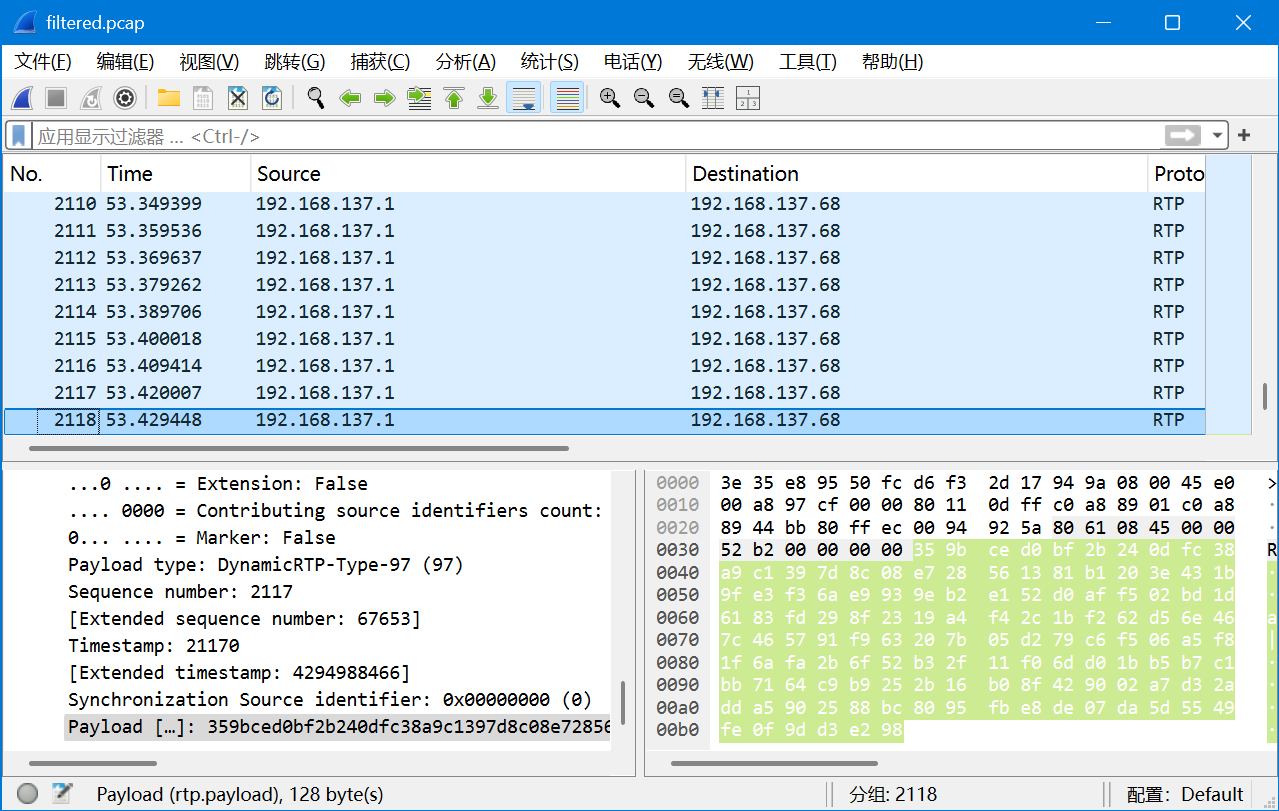 filtered.pcap
文件(F) 编辑(E) 视图(V) 跳转(G) 捕获(C) 分析(A) 统计(S) 电话(Y) 无线(W) 工具(T) 帮助(H)
应用显示过滤器 … <Ctrl-/>
No. Time Source Destination Proto
2110 53.349399 192.168.137.1 192.168.137.68 RTP
2111 53.359536 192.168.137.1 192.168.137.68 RTP
2112 53.369637 192.168.137.1 192.168.137.68 RTP
2113 53.379262 192.168.137.1 192.168.137.68 RTP
2114 53.389706 192.168.137.1 192.168.137.68 RTP
2115 53.400018 192.168.137.1 192.168.137.68 RTP
2116 53.409414 192.168.137.1 192.168.137.68 RTP
2117 53.420007 192.168.137.1 192.168.137.68 RTP
2118 53.429448 192.168.137.1 192.168.137.68 RTP
...0 .... = Extension: False
.... 0000 = Contributing source identifiers count:
0... .... = Marker: False
Payload type: DynamicRTP-Type-97 (97)
Sequence number: 2117
[Extended sequence number: 67653]
Timestamp: 21170
[Extended timestamp: 4294988466]
Synchronization Source identifier: 0x00000000 (0)
Payload […]: 359bced0bf2b240dfc38a9c1397d8c08e72856
0000 3e 35 e8 95 50 fc d6 f3 2d 17 94 9a 08 00 45 e0 >
0010 00 a8 97 cf 00 00 80 11 0d ff c0 a8 89 01 c0 a8 ·
0020 89 44 bb 80 ff ec 00 94 92 5a 80 61 08 45 00 00 ·
0030 52 b2 00 00 00 00 35 9b ce d0 bf 2b 24 0d fc 38 R
0040 a9 c1 39 7d 8c 08 e7 28 56 13 81 b1 20 3e 43 1b ·
0050 9f e3 f3 6a e9 93 9e b2 e1 52 d0 af f5 02 bd 1d ·
0060 61 83 fd 29 8f 23 19 a4 f4 2c 1b f2 62 d5 6e 46 a
0070 7c 46 57 91 f9 63 20 7b 05 d2 79 c6 f5 06 a5 f8 |
0080 1f 6a fa 2b 6f 52 b3 2f 11 f0 6d d0 1b b5 b7 c1 ·
0090 bb 71 64 c9 b9 25 2b 16 b0 8f 42 90 02 a7 d3 2a ·
00a0 dd a5 90 25 88 bc 80 95 fb e8 de 07 da 5d 55 49 ·
00b0 fe 0f 9d d3 e2 98 ·
Payload (rtp.payload), 128 byte(s) 分组: 2118 配置: Default